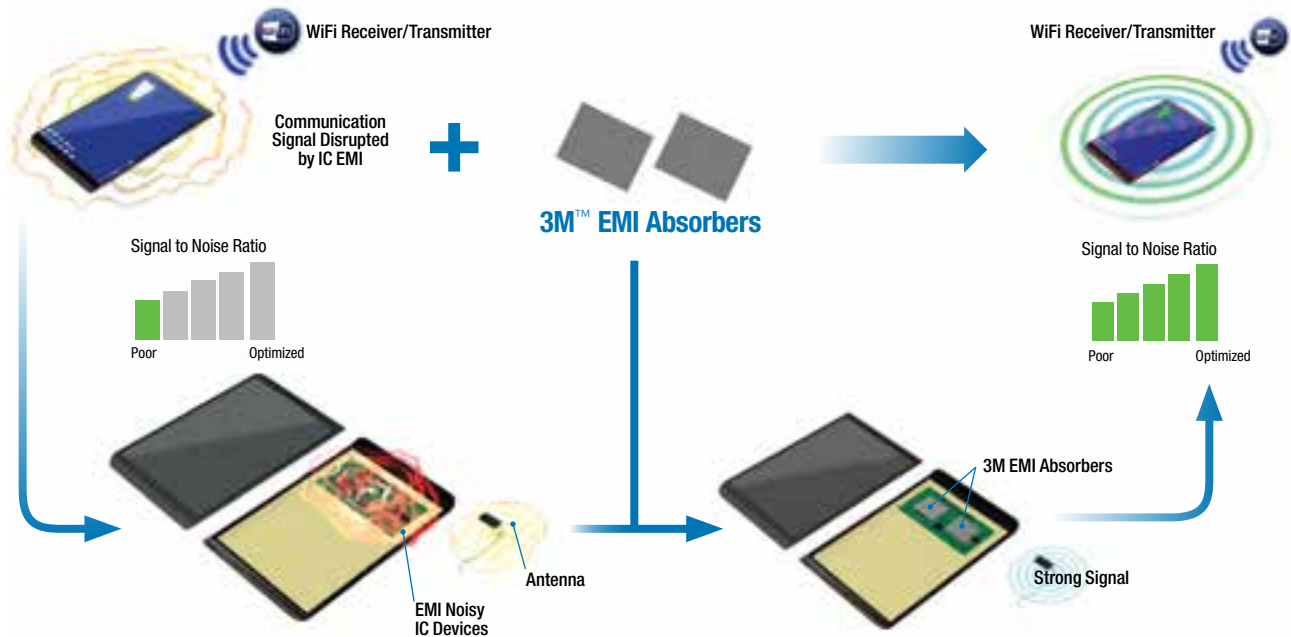 WiFi Receiver/Transmitter
Communication
Signal Disrupted
by IC EMI
3M™ EMI Absorbers
WiFi Receiver/Transmitter
Signal to Noise Ratio
Poor
Optimized
Signal to Noise Ratio
Poor
Optimized
Antenna
EMI Noisy
IC Devices
3M EMI Absorbers
Strong Signal